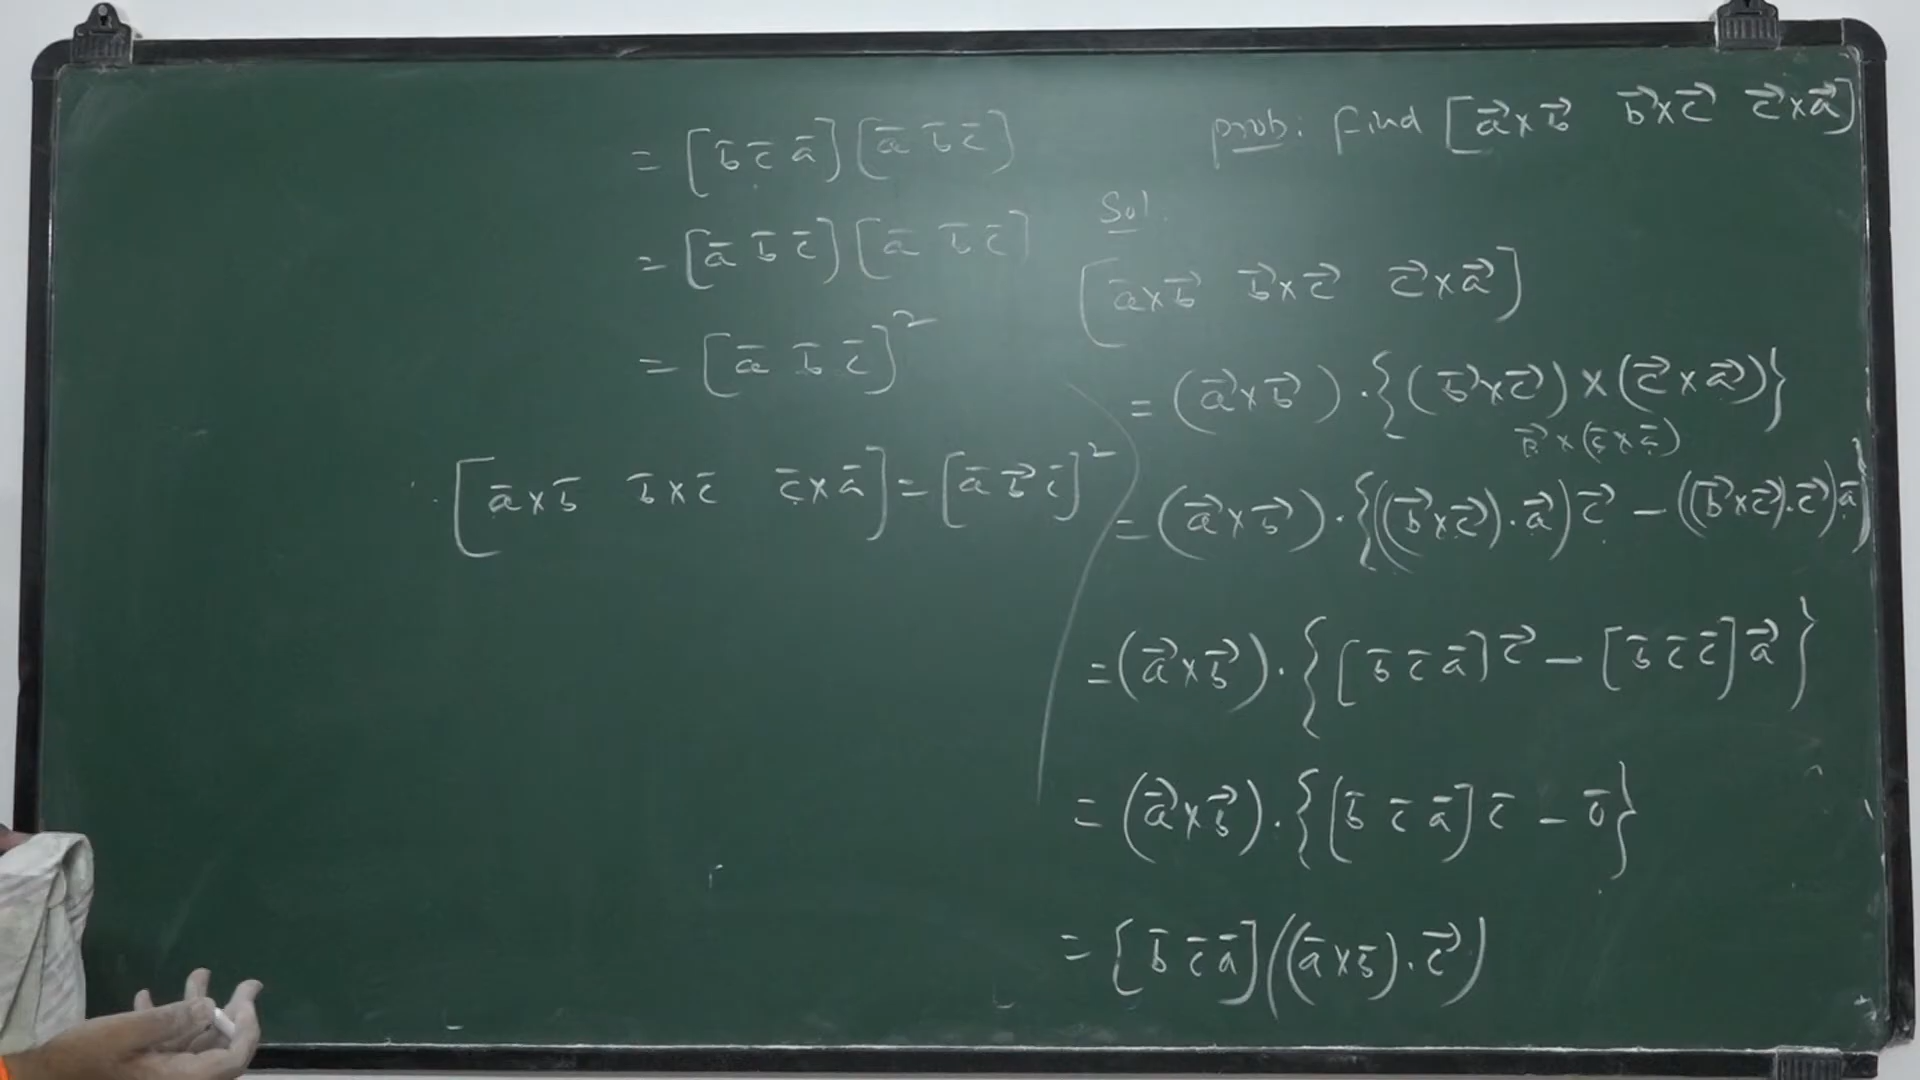 prob: find [a⃗×b⃗ b⃗×c⃗ c⃗×a⃗]
Sol.
[a̅×b⃗ b⃗×c⃗ c⃗×a⃗]
= (a⃗×b⃗)·{(b⃗×c⃗)×(c⃗×a⃗)}
= (a⃗×b⃗)·{((b⃗×c⃗)·a⃗)c⃗ − ((b⃗×c⃗)·c⃗)a̅}
= (a⃗×b⃗)·{[b̅ c̅ a̅]c⃗ − [b̅ c̅ c̅]a⃗}
= (a⃗×b⃗)·{[b̅ c̅ a̅]c̅ − 0̅}
= [b̅ c̅ a̅]((a̅×b̅)·c⃗)
= [b̅ c̅ a̅][a̅ b̅ c̅]
= [a̅ b̅ c̅][a̅ b̅ c̅]
= [a̅ b̅ c̅]²
∴ [a̅×b̅ b̅×c̅ c̅×a̅] = [a̅ b⃗ c̅]²